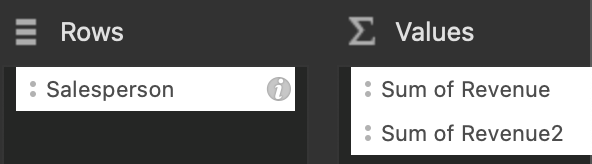 Rows
Σ Values
Salesperson
Sum of Revenue
Sum of Revenue2